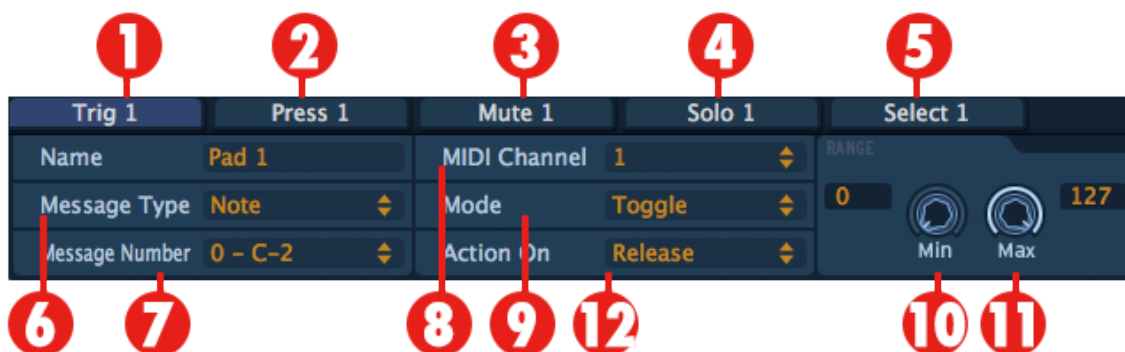 1 2 3 4 5
Trig 1 Press 1 Mute 1 Solo 1 Select 1
Name Pad 1 MIDI Channel 1 RANGE
Message Type Note Mode Toggle 0 127
Message Number 0 – C–2 Action On Release Min Max
6 7 8 9 12 10 11